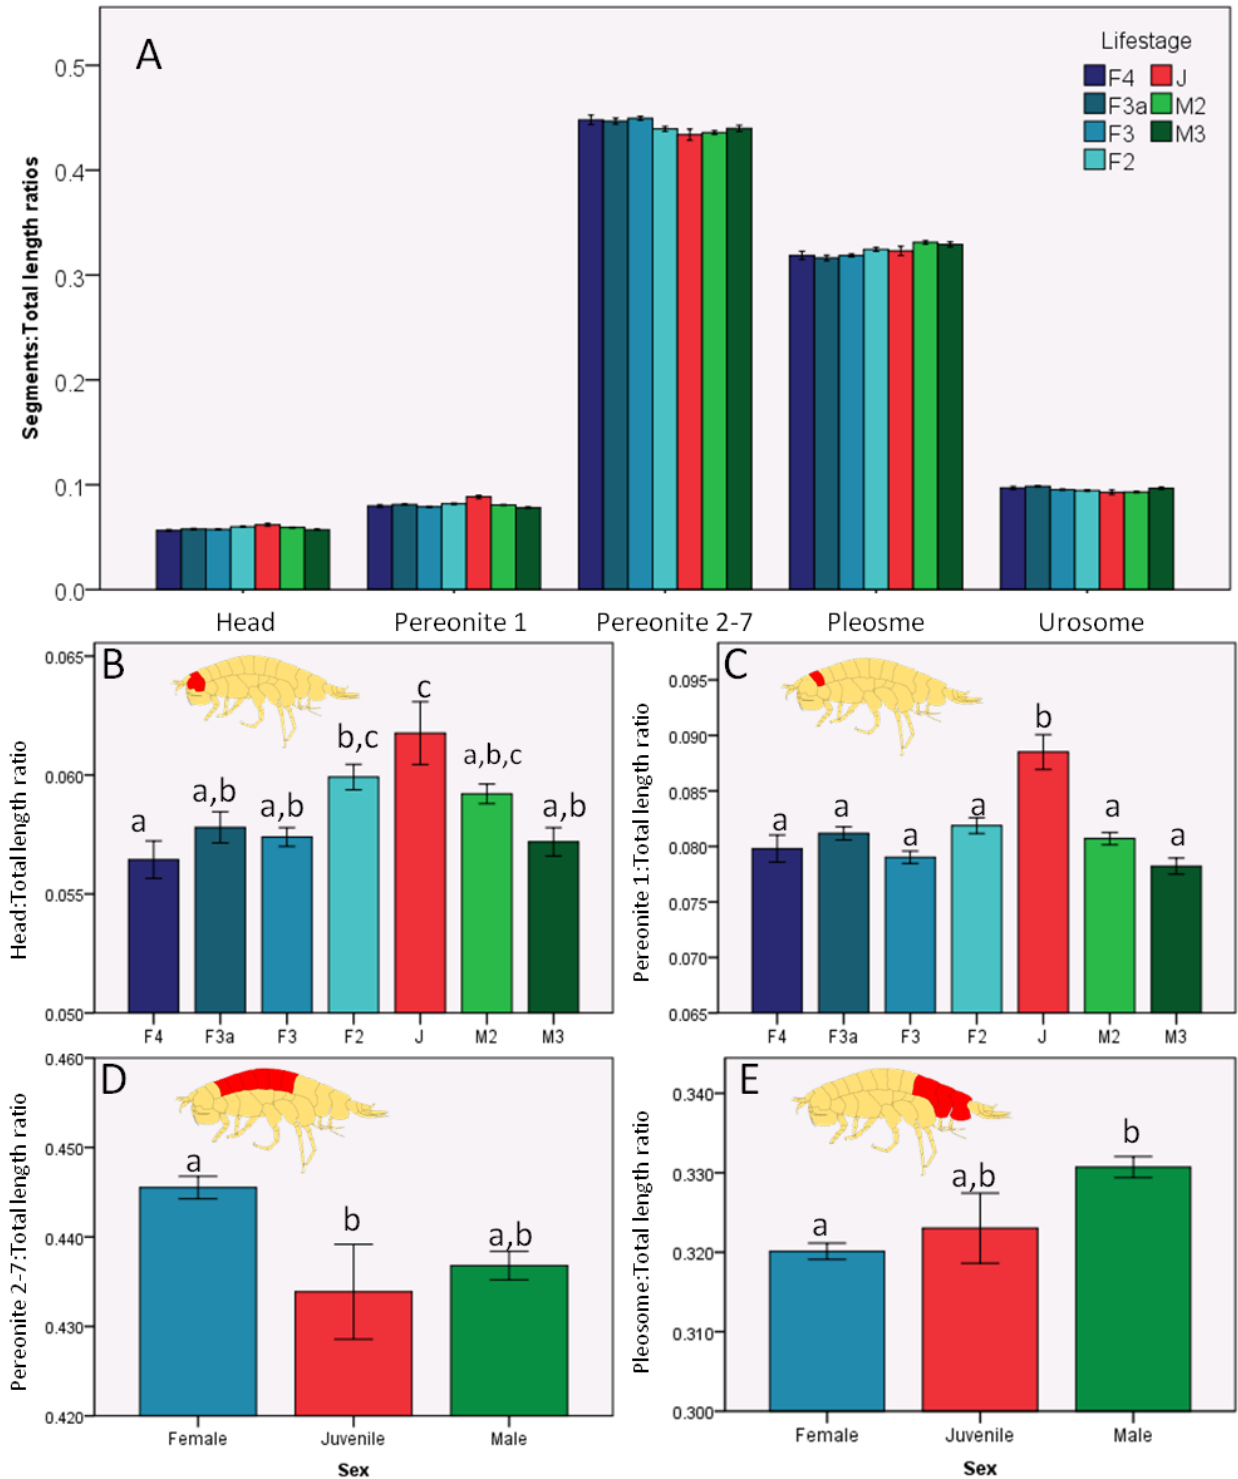 A
Lifestage
F4 J
F3a M2
F3 M3
F2
Segments:Total length ratios
0.5
0.4
0.3
0.2
0.1
0.0
Head Pereonite 1 Pereonite 2-7 Pleosme Urosome
B
Head:Total length ratio
0.065
0.060
0.055
0.050
a a,b a,b b,c c a,b,c a,b
F4 F3a F3 F2 J M2 M3
C
Pereonite 1:Total length ratio
0.095
0.090
0.085
0.080
0.075
0.070
0.065
a a a a b a a
F4 F3a F3 F2 J M2 M3
D
Pereonite 2-7:Total length ratio
0.460
0.450
0.440
0.430
0.420
a b a,b
Female Juvenile Male
Sex
E
Pleosome:Total length ratio
0.340
0.330
0.320
0.310
0.300
a a,b b
Female Juvenile Male
Sex